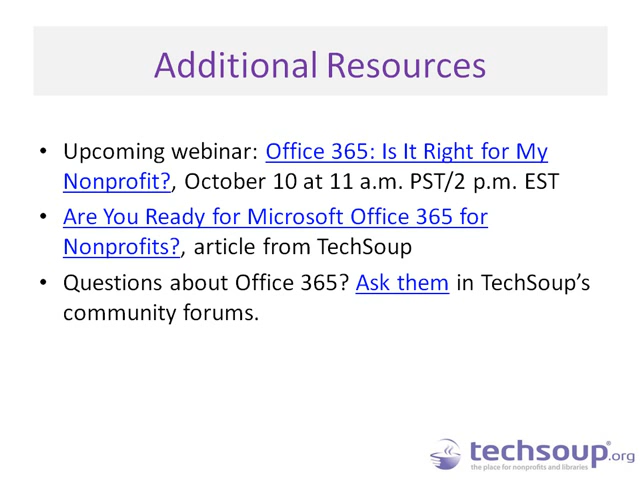 Additional Resources
• Upcoming webinar: Office 365: Is It Right for My
Nonprofit?, October 10 at 11 a.m. PST/2 p.m. EST
• Are You Ready for Microsoft Office 365 for
Nonprofits?, article from TechSoup
• Questions about Office 365? Ask them in TechSoup’s
community forums.
techsoup®.org
the place for nonprofits and libraries